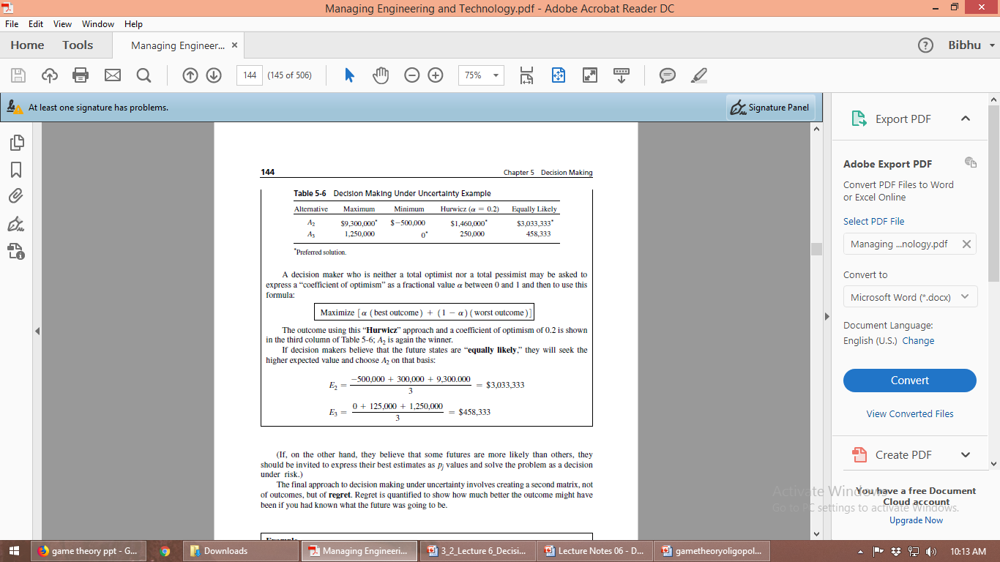 Managing Engineering and Technology.pdf - Adobe Acrobat Reader DC
File Edit View Window Help
Home Tools Managing Engineer... × ? Bibhu
144 (145 of 506) 75%
At least one signature has problems. Signature Panel
144 Chapter 5 Decision Making
Table 5-6 Decision Making Under Uncertainty Example
Alternative Maximum Minimum Hurwicz (α = 0.2) Equally Likely
A₂ $9,300,000* $−500,000 $1,460,000* $3,033,333*
A₃ 1,250,000 0* 250,000 458,333
*Preferred solution.
A decision maker who is neither a total optimist nor a total pessimist may be asked to
express a “coefficient of optimism” as a fractional value α between 0 and 1 and then to use this
formula:
Maximize [α (best outcome) + (1 − α)(worst outcome)]
The outcome using this “Hurwicz” approach and a coefficient of optimism of 0.2 is shown
in the third column of Table 5-6; A₂ is again the winner.
If decision makers believe that the future states are “equally likely,” they will seek the
higher expected value and choose A₂ on that basis:
E₂ = −500,000 + 300,000 + 9,300.000 / 3 = $3,033,333
E₃ = 0 + 125,000 + 1,250,000 / 3 = $458,333
(If, on the other hand, they believe that some futures are more likely than others, they
should be invited to express their best estimates as pⱼ values and solve the problem as a decision
under risk.)
The final approach to decision making under uncertainty involves creating a second matrix, not
of outcomes, but of regret. Regret is quantified to show how much better the outcome might have
been if you had known what the future was going to be.
Example
Export PDF
Adobe Export PDF
Convert PDF Files to Word
or Excel Online
Select PDF File
Managing ...nology.pdf
Convert to
Microsoft Word (*.docx)
Document Language:
English (U.S.) Change
Convert
View Converted Files
Create PDF
Activate Windows
Go to PC settings to activate Windows.
You have a free Document
Cloud account
Upgrade Now
game theory ppt - G... Downloads Managing Engineeri... 3_2_Lecture 6_Decisi... Lecture Notes 06 - D... gametheoryoligopol... 10:13 AM